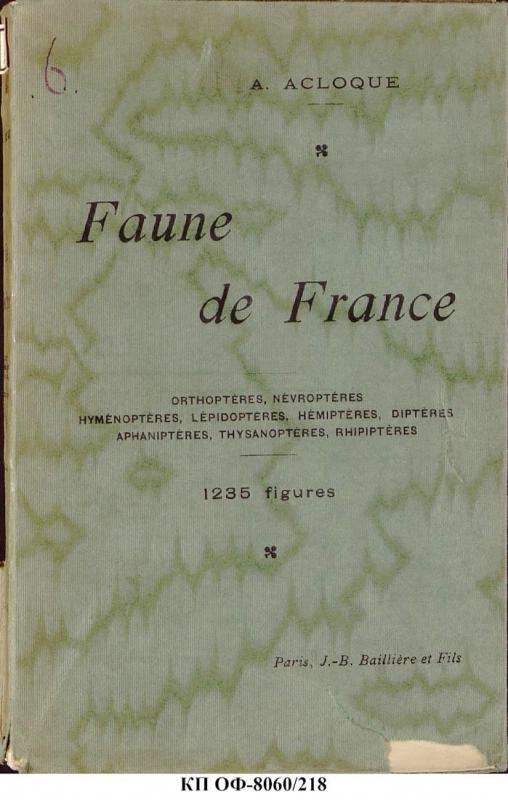 6.
A. ACLOQUE
Faune
de France
ORTHOPTÈRES, NÉVROPTÈRES
HYMÉNOPTÈRES, LÉPIDOPTÈRES, HÉMIPTÈRES, DIPTÈRES
APHANIPTÈRES, THYSANOPTÈRES, RHIPIPTÈRES
1235 figures
Paris, J.-B. Baillière et Fils
КП ОФ-8060/218